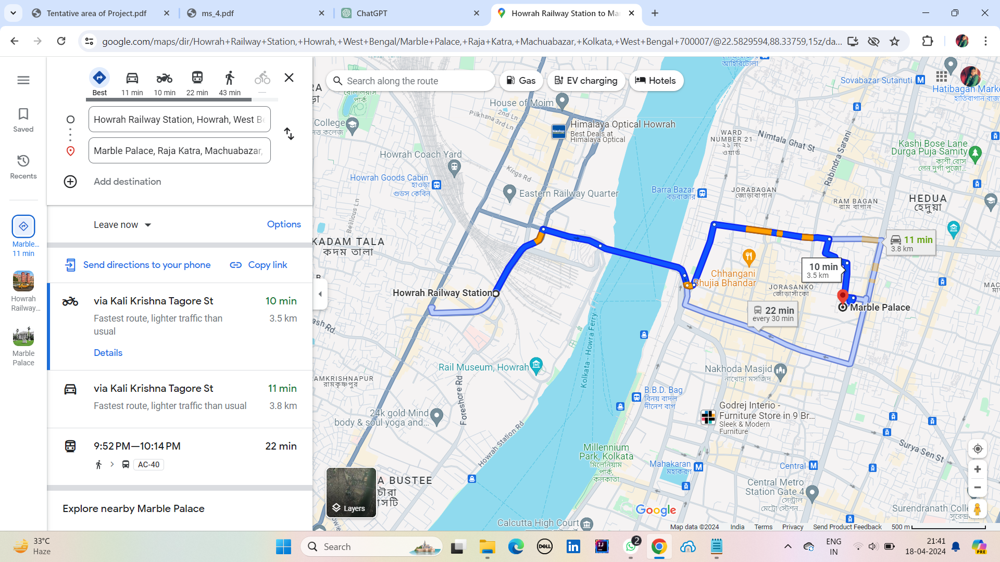 Tentative area of Project.pdf
ms_4.pdf
ChatGPT
Howrah Railway Station to Ma
google.com/maps/dir/Howrah+Railway+Station,+Howrah,+West+Bengal/Marble+Palace,+Raja+Katra,+Machuabazar,+Kolkata,+West+Bengal+700007/@22.5829594,88.33759,15z/da...
Best
11 min
10 min
22 min
43 min
Howrah Railway Station, Howrah, West Be
Marble Palace, Raja Katra, Machuabazar,
Add destination
Saved
Recents
Marble...
11 min
Howrah
Railway...
Marble
Palace
Leave now
Options
Send directions to your phone
Copy link
via Kali Krishna Tagore St
10 min
Fastest route, lighter traffic than
usual
3.5 km
Details
via Kali Krishna Tagore St
11 min
Fastest route, lighter traffic than usual
3.8 km
9:52 PM—10:14 PM
22 min
AC-40
Explore nearby Marble Palace
Search along the route
Gas
EV charging
Hotels
আহিরিটোলা
Sovabazar Sutanuti
Hatibagan Marke
হাতিবাগান বাজ
পার্ক
House of Moim
2nd Ln
Pilkhana 3rd Ln
College
দত্ত কলেজ
Himalaya Optical Howrah
Best Deals at
Himalaya Optical
WARD
NUMBER 21
২১ নং
ওয়ার্ড
Nimtala Ghat St
Rabindra Sarani
Kashi Bose Lane
Durga Puja Samity
কাশী বোস
লেন দুর্গা পুজো...
Howrah Coach Yard
Kings Rd
Howrah Goods Cabin
হাওড়া
গুডস কেবিন
Eastern Railway Quarter
Barra Bazar
বড়বাজার
JORABAGAN
জোড়াবাগান
RAM BAGAN
রাম বাগান
HEDUA
হেদুয়া
Belilious Ln
KADAM TALA
কদম তালা
11 min
3.8 km
10 min
3.5 km
Chhangani
Bhujia Bhandar
JORASANKO
জোড়াসাঁকো
Howrah Railway Station
22 min
every 30 min
Marble Palace
ash Rd.
Kolkata - Howra Ferry
Rail Museum, Howrah
Nakhoda Masjid
নাখোদা মসজিদ
AMKRISHNAPUR
রামকৃষ্ণপুর
Foreshore Rd
B.B.D. Bag
বিনয় বাদল
দীনেশ বাগ
24k gold Mind
body & soul yoga and...
Godrej Interio -
Furniture Store in 9 Br...
Sleek & Modern
Furniture
Howrah Station Rd
Millennium
Park, Kolkata
মিলেনিয়াম
পার্ক,
কলকাতা
Mahakaran
মহাকরণ
Central
Surya Sen St
Central Metro
Station Gate 4
সেন্ট্রাল
মেট্রো স্টেশন...
A BUSTEE
Surendranath Colle
Calcutta High Court
Layers
Google
Map data ©2024
India
Terms
Privacy
Send Product Feedback
500 m
33°C
Haze
Search
DELL
2
ENG
IN
21:41
18-04-2024
PRE